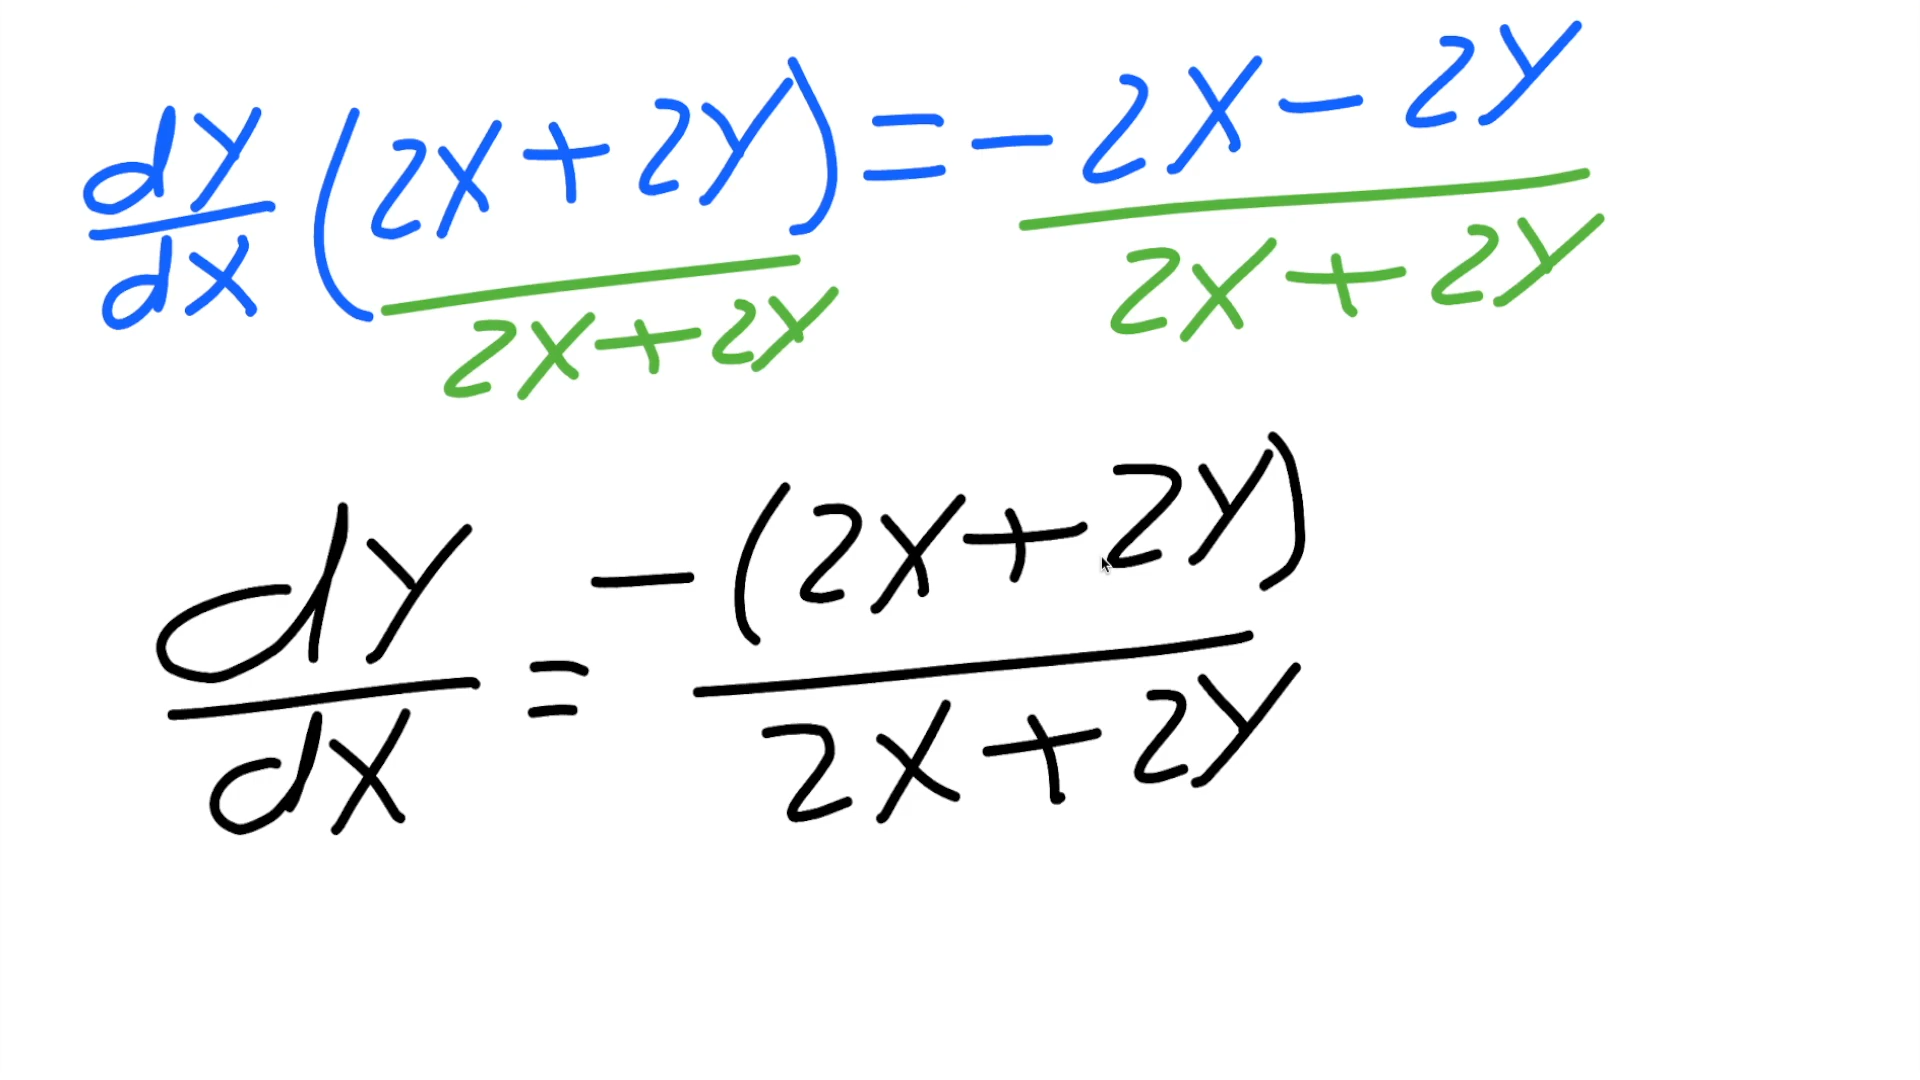 dy/dx (2x + 2y) = -2x - 2y
2x + 2y 2x + 2y
dy/dx = -(2x + 2y)/(2x + 2y)